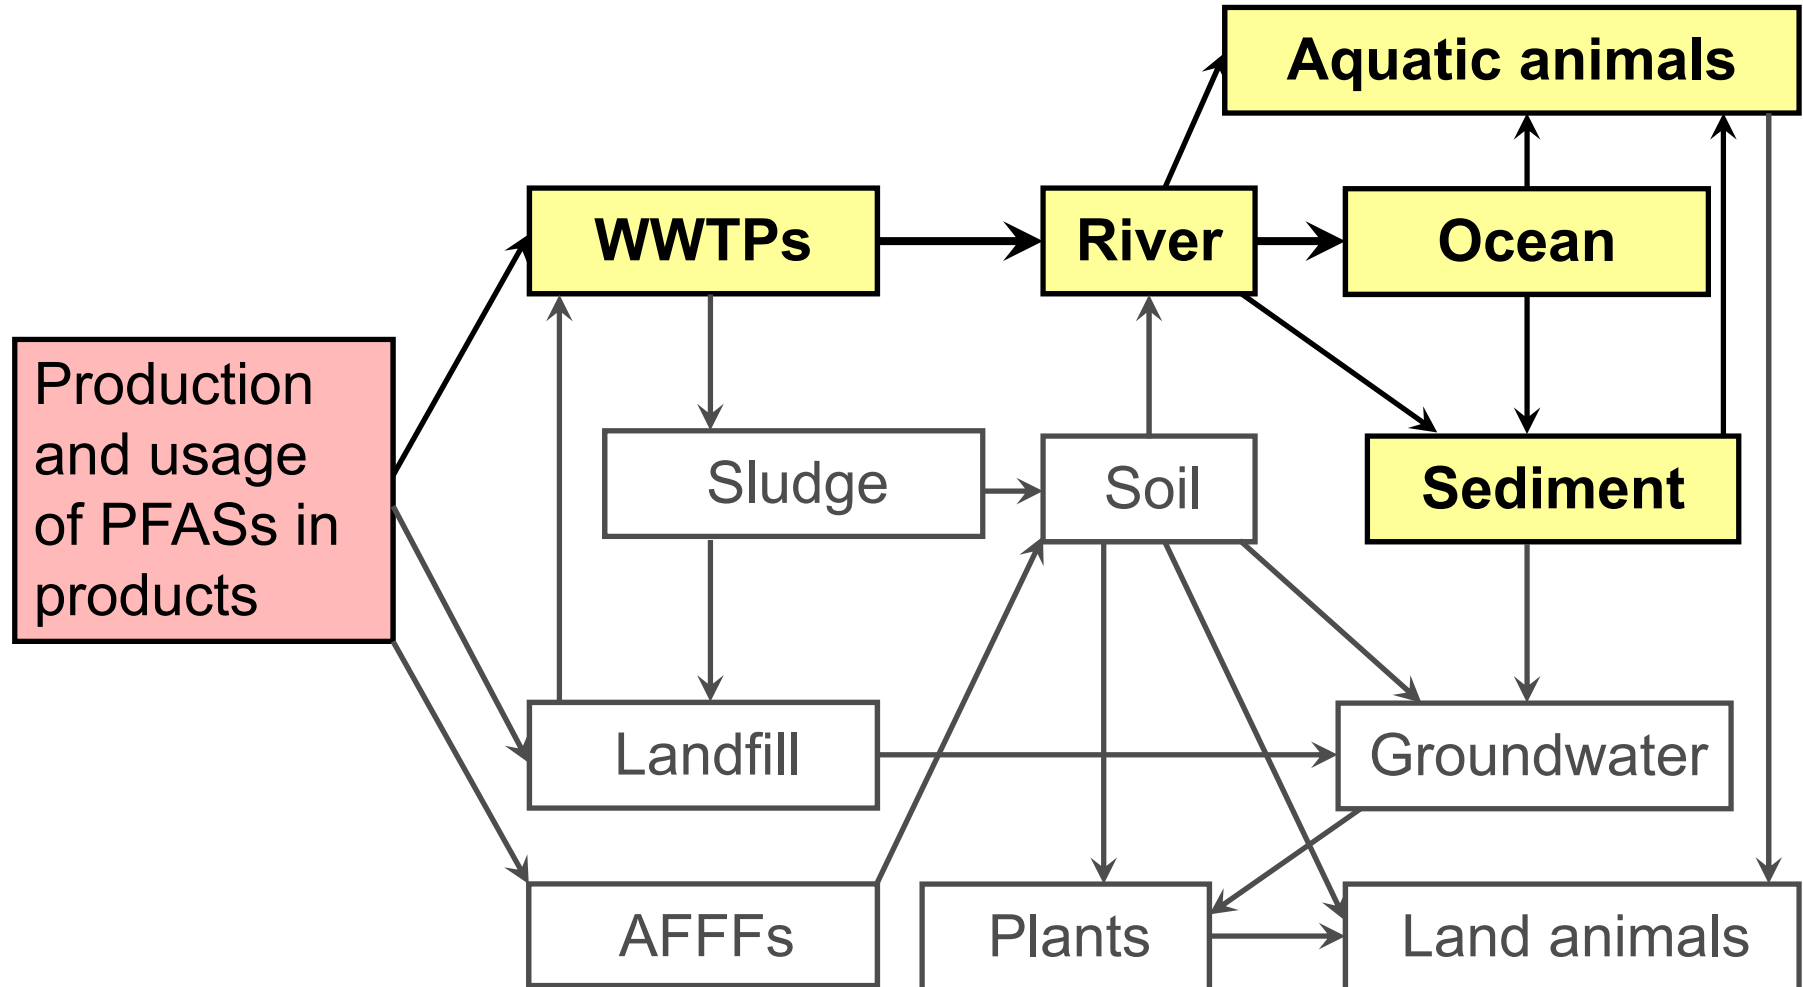 Aquatic animals
WWTPs
River
Ocean
Production
and usage
of PFASs in
products
Sludge
Soil
Sediment
Landfill
Groundwater
AFFFs
Plants
Land animals